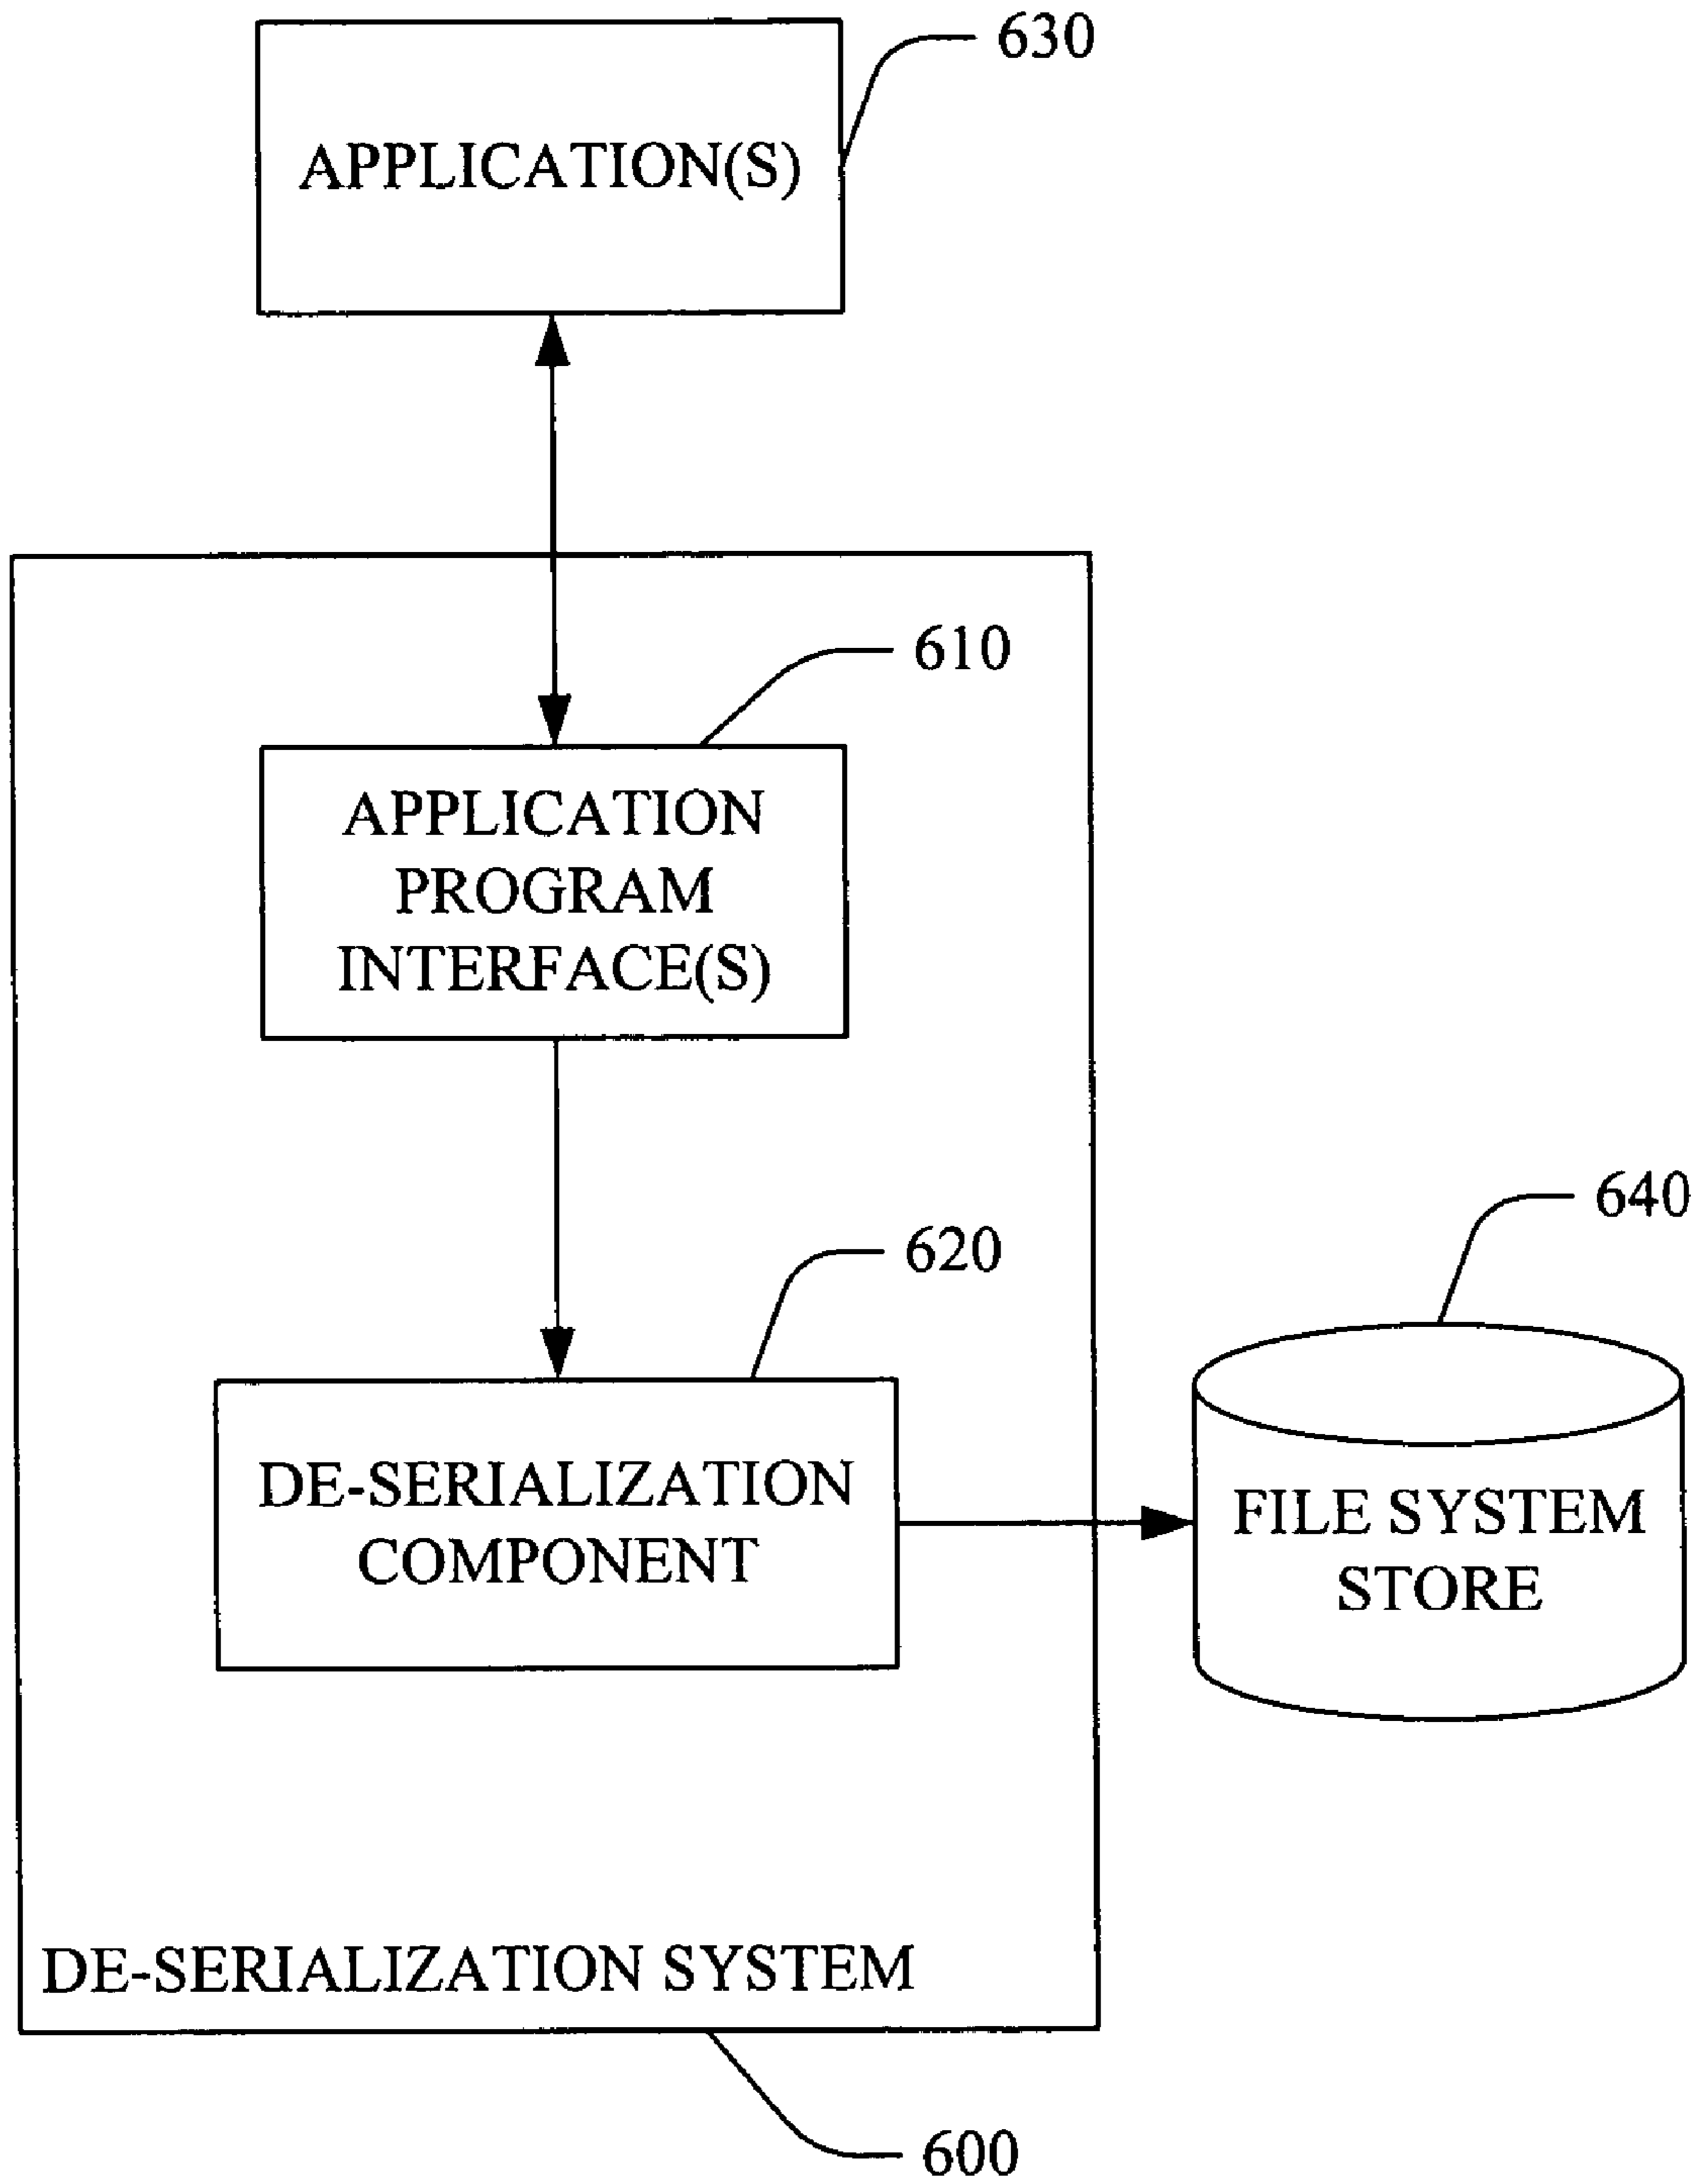 630
APPLICATION(S)
610
APPLICATION
PROGRAM
INTERFACE(S)
620
640
DE-SERIALIZATION
COMPONENT
FILE SYSTEM
STORE
DE-SERIALIZATION SYSTEM
600